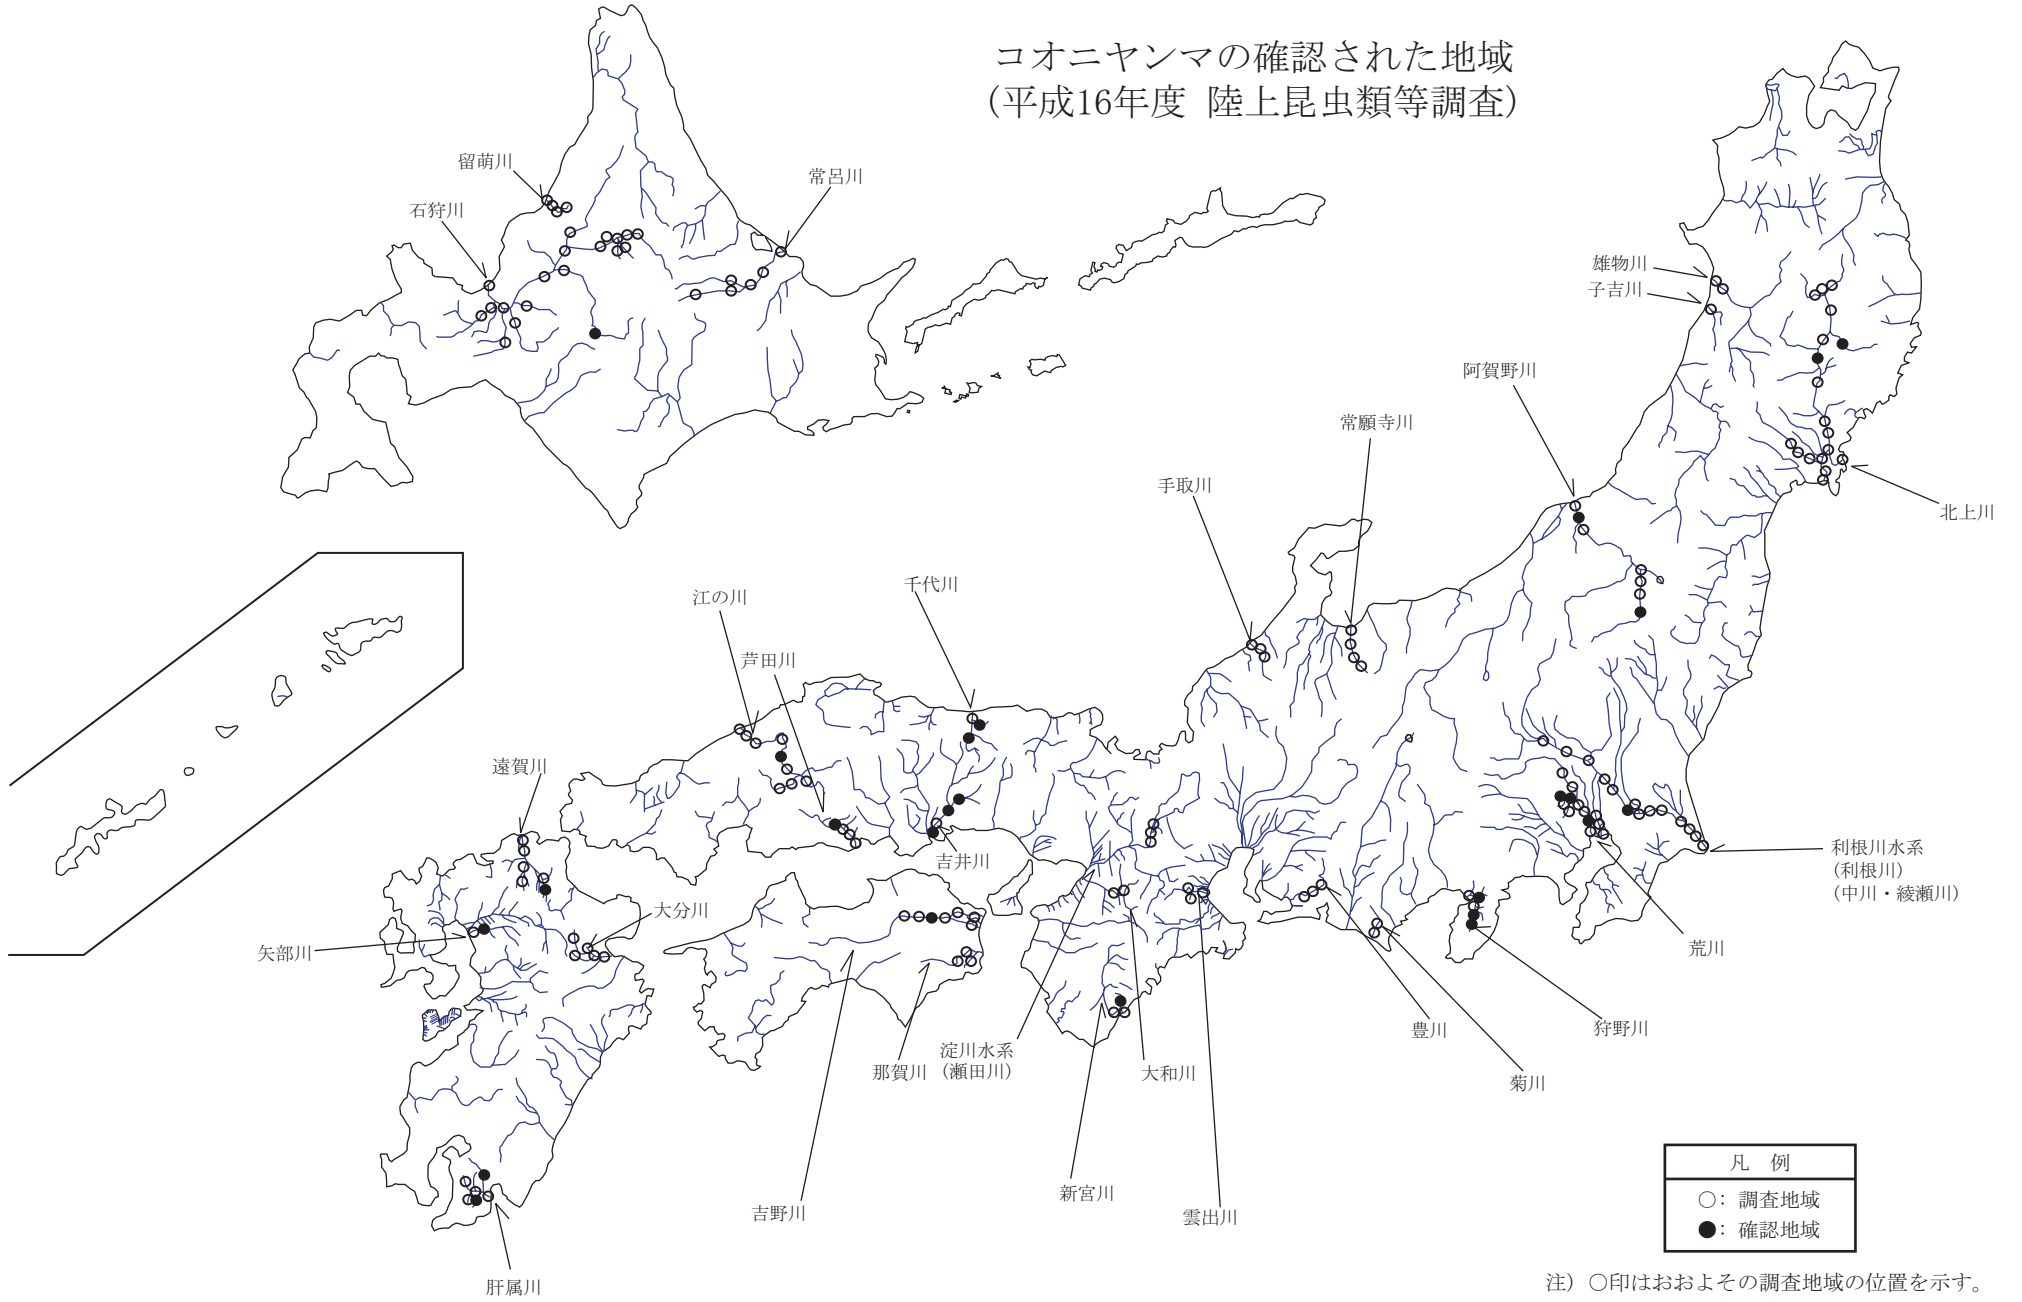 コオニヤンマの確認された地域
(平成16年度 陸上昆虫類等調査)
留萌川
石狩川
常呂川
雄物川
子吉川
阿賀野川
常願寺川
手取川
北上川
千代川
江の川
芦田川
遠賀川
吉井川
大分川
矢部川
利根川水系
(利根川)
(中川・綾瀬川)
荒川
狩野川
豊川
菊川
淀川水系
(瀬田川)
那賀川
大和川
新宮川
雲出川
吉野川
肝属川
凡 例
○: 調査地域
●: 確認地域
注) ○印はおおよその調査地域の位置を示す。